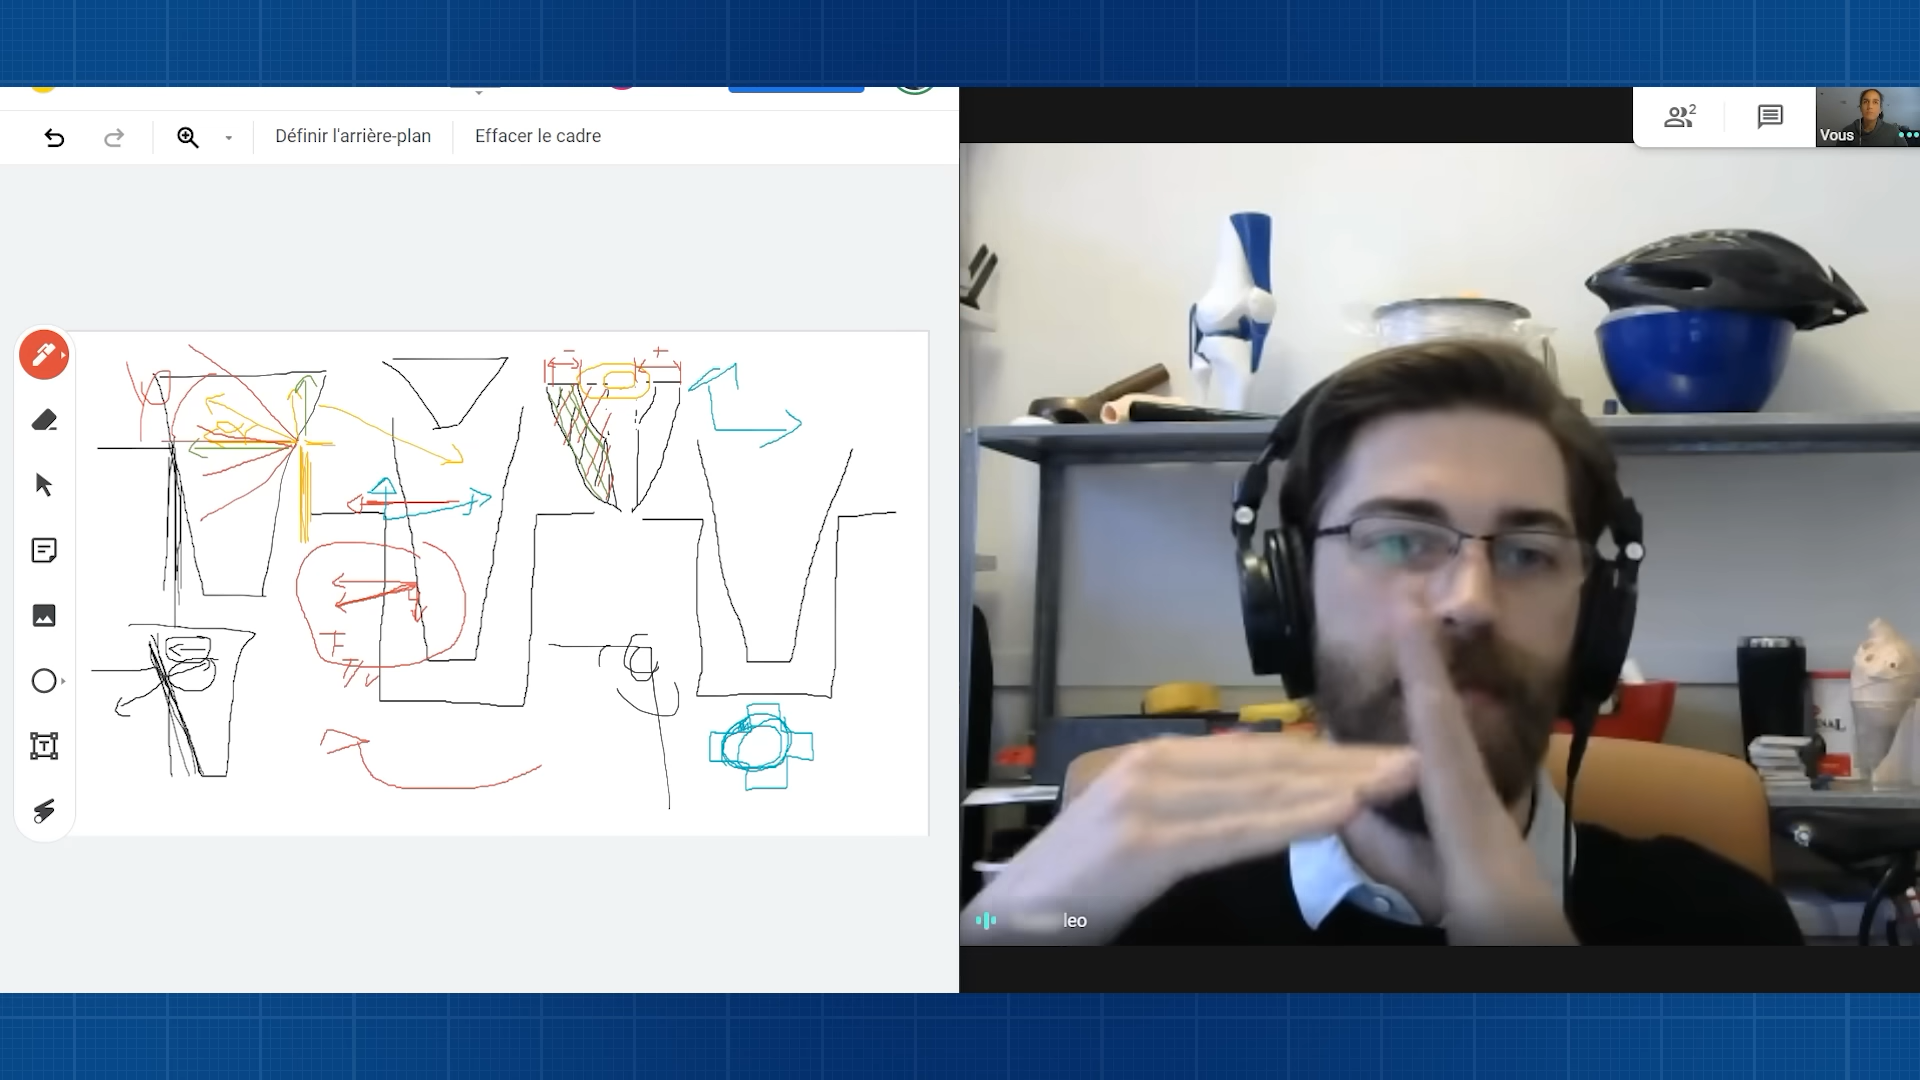 2
Vous
Définir l'arrière-plan
Effacer le cadre
- +
F
T
leo